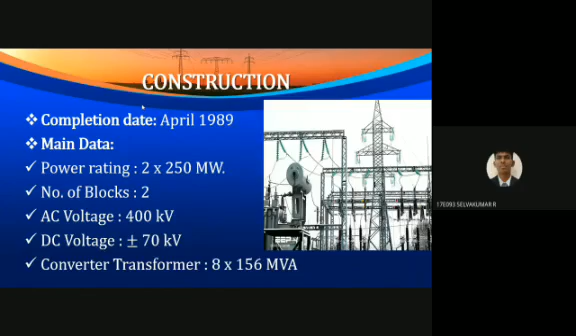 CONSTRUCTION
❖ Completion date: April 1989
❖ Main Data:
✓ Power rating : 2 x 250 MW.
✓ No. of Blocks : 2
✓ AC Voltage : 400 kV
✓ DC Voltage : ± 70 kV
✓ Converter Transformer : 8 x 156 MVA
17E093 SELVAKUMAR R